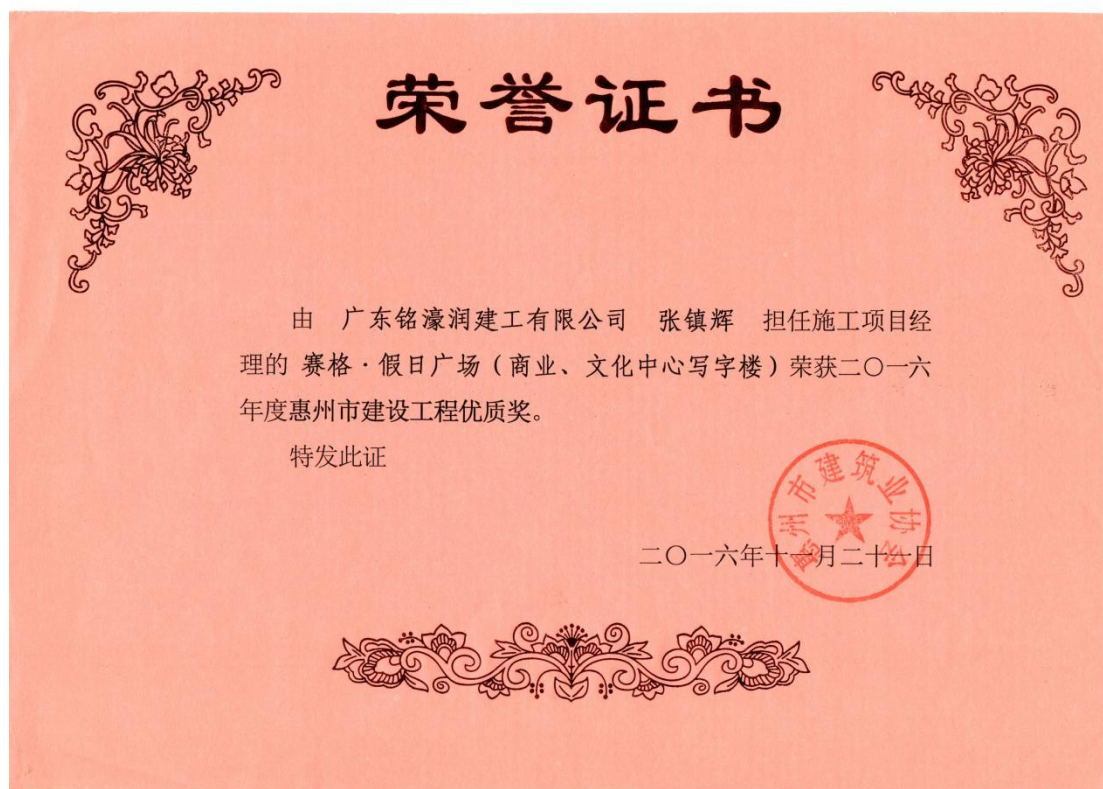 荣誉证书
由 广东铭濠润建工有限公司 张镇辉 担任施工项目经
理的 赛格·假日广场（商业、文化中心写字楼）荣获二〇一六
年度惠州市建设工程优质奖。
特发此证
惠州市建筑业协会
二〇一六年十一月二十一日